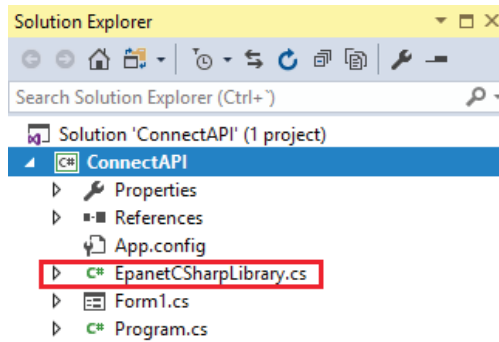 Solution Explorer
Search Solution Explorer (Ctrl+`)
Solution 'ConnectAPI' (1 project)
C# ConnectAPI
Properties
References
App.config
C# EpanetCSharpLibrary.cs
Form1.cs
C# Program.cs